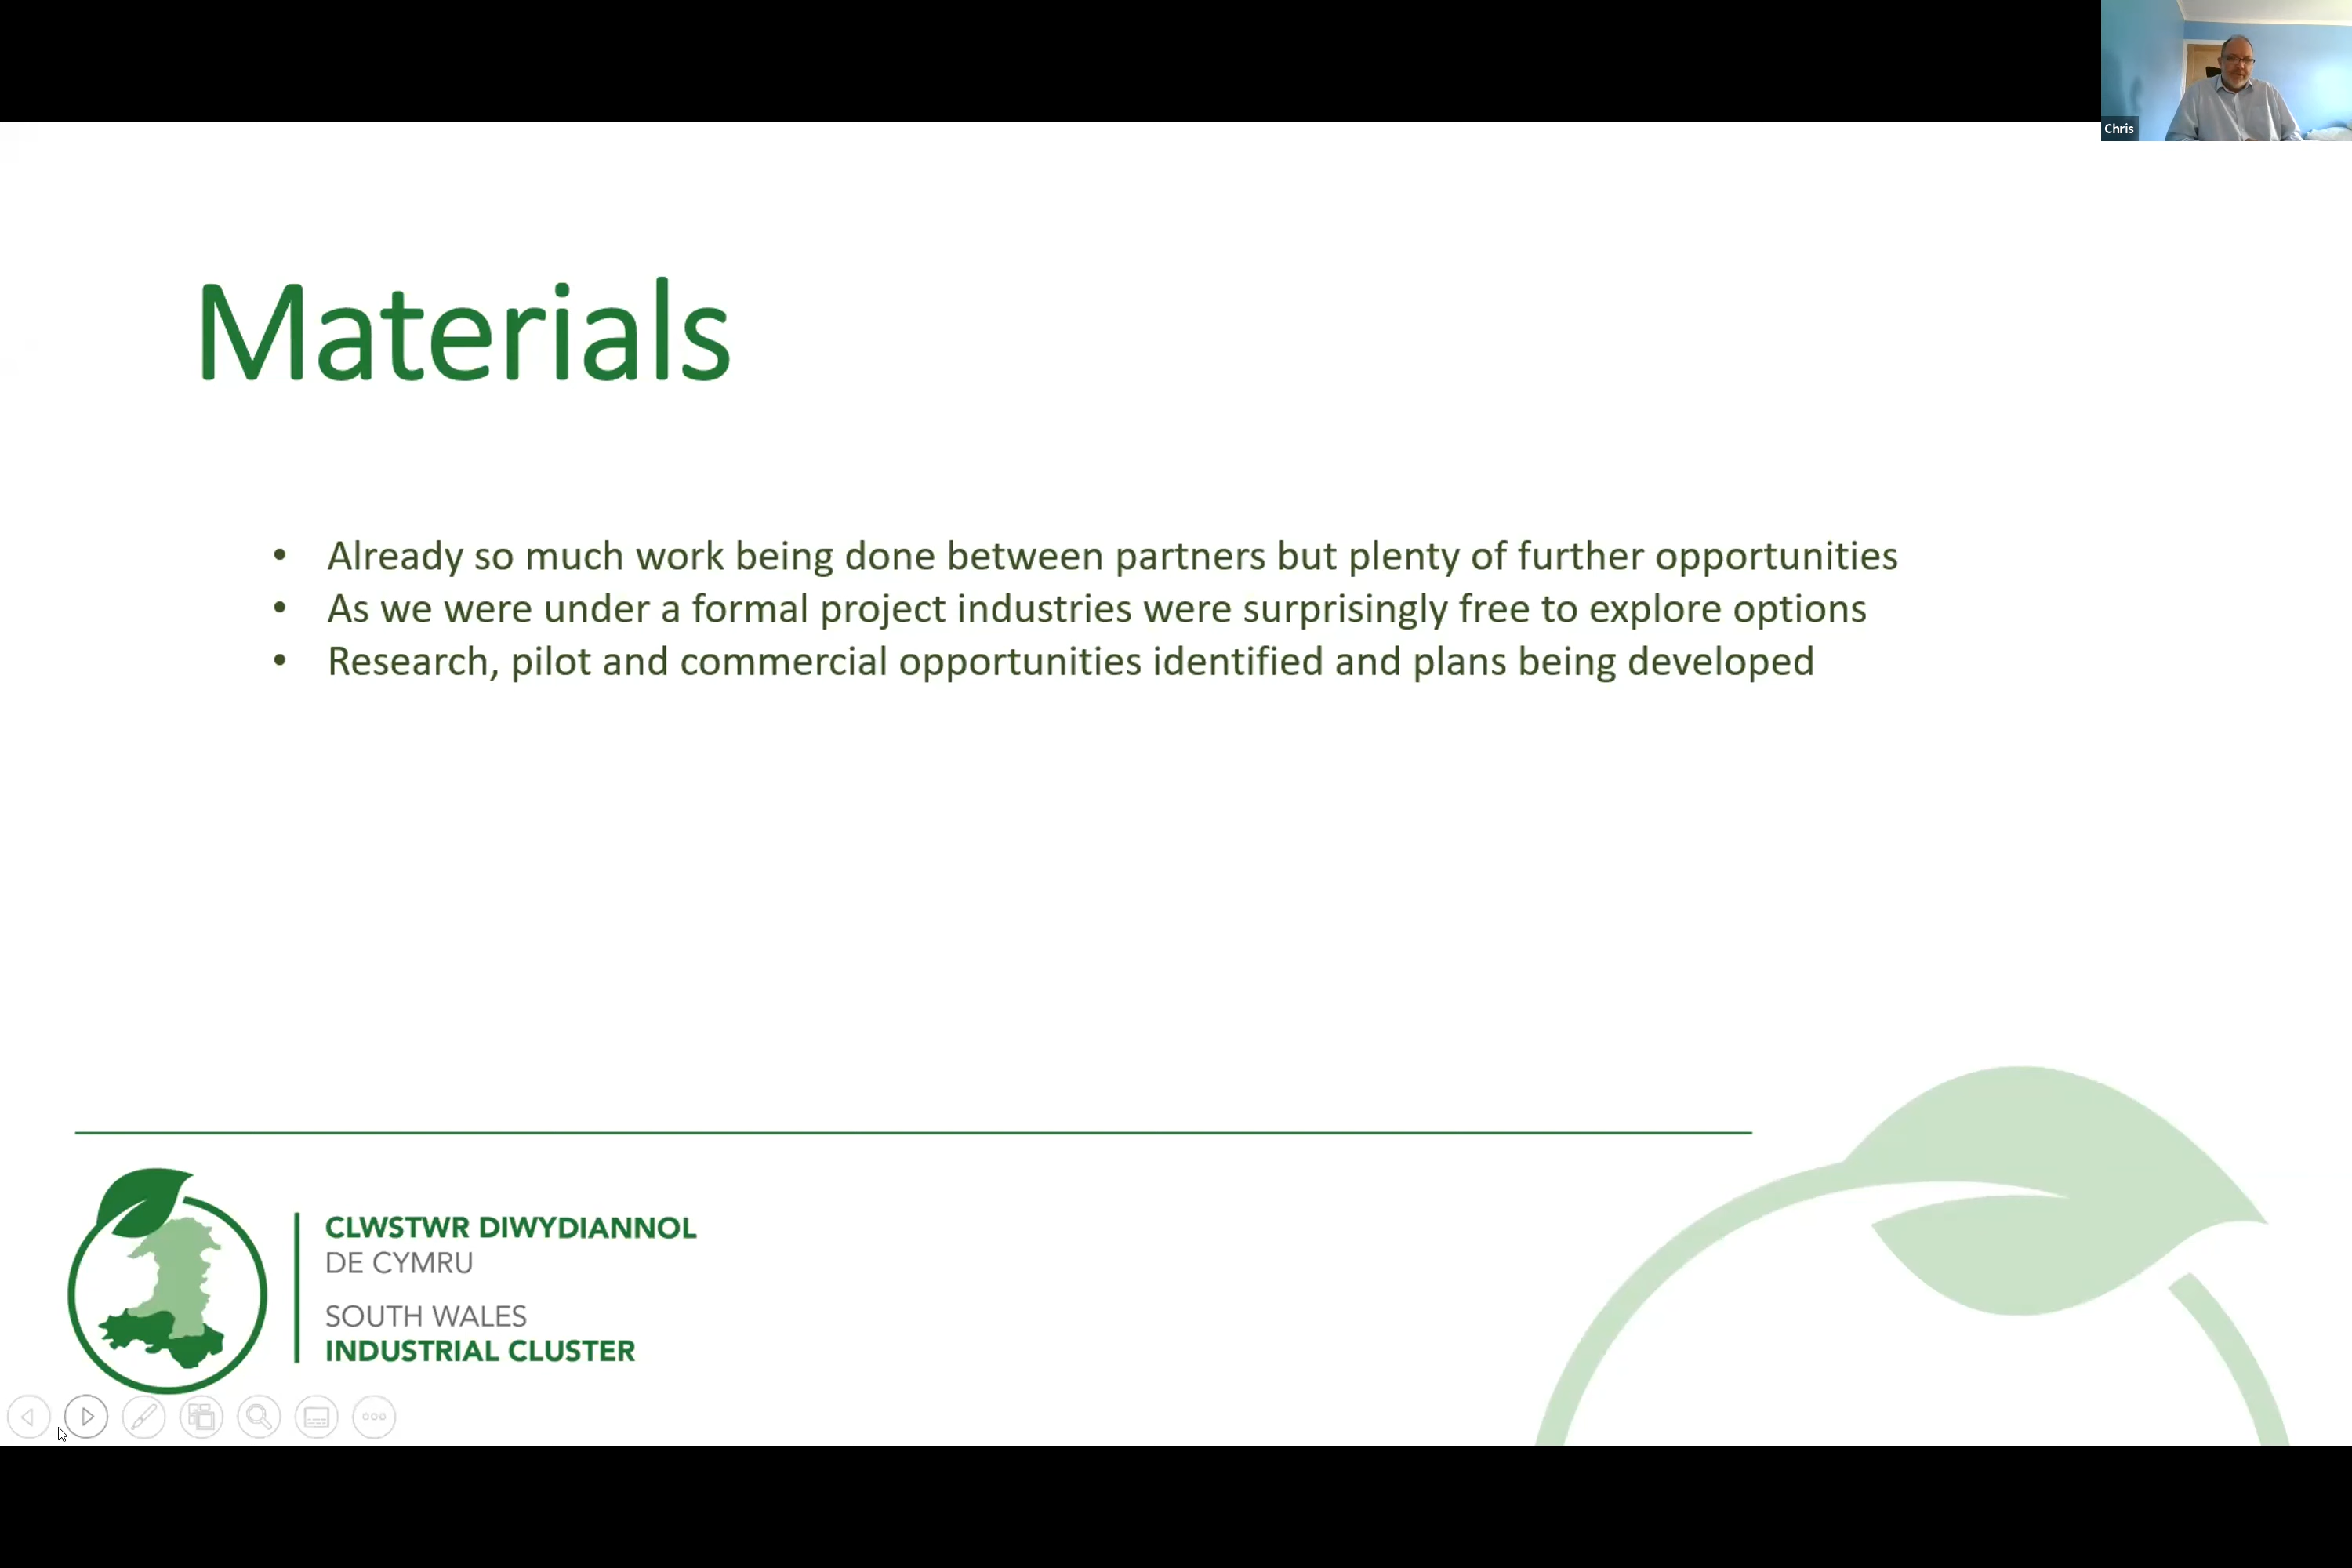 Chris
Materials
• Already so much work being done between partners but plenty of further opportunities
• As we were under a formal project industries were surprisingly free to explore options
• Research, pilot and commercial opportunities identified and plans being developed
CLWSTWR DIWYDIANNOL
DE CYMRU
SOUTH WALES
INDUSTRIAL CLUSTER